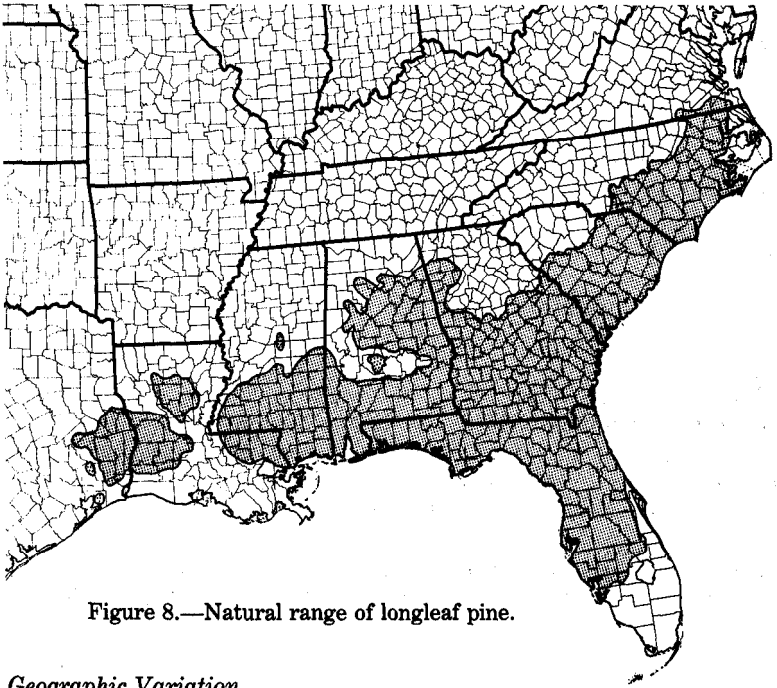 Figure 8.—Natural range of longleaf pine.
Geographic Variation